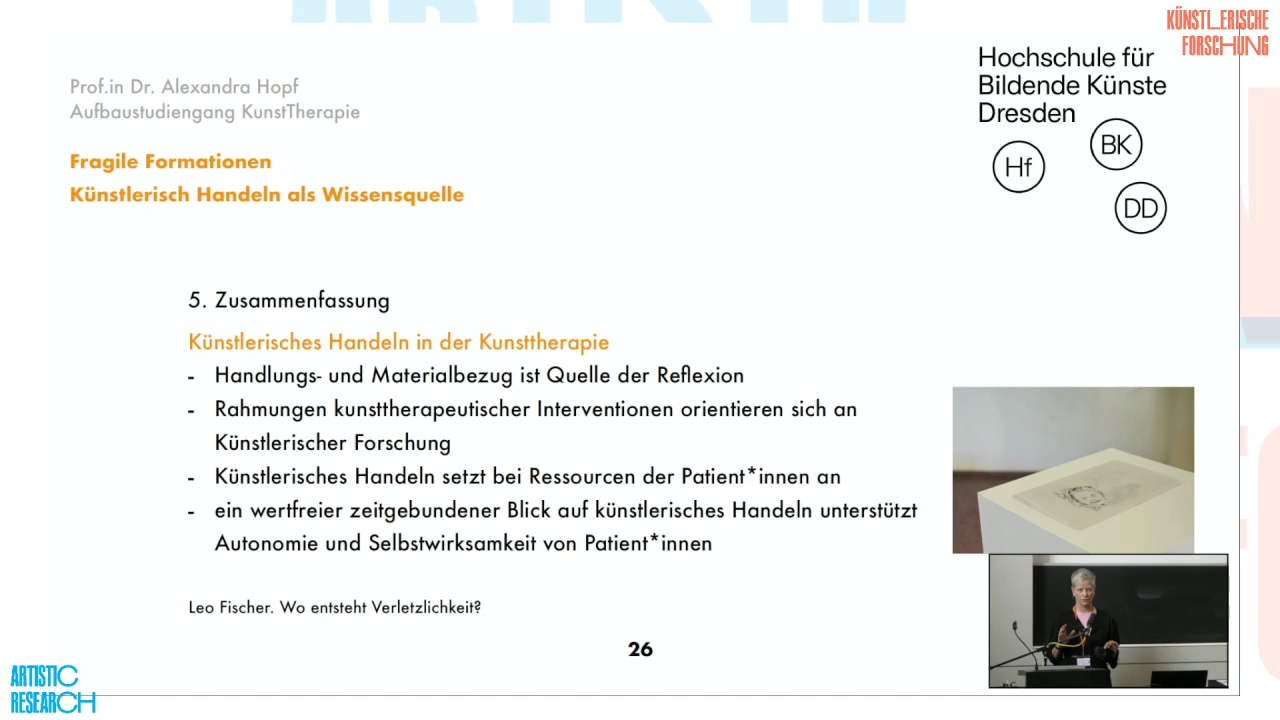 KÜNSTLERISCHE
FORSCHUNG
Hochschule für
Bildende Künste
Dresden
Hf
BK
DD
Prof.in Dr. Alexandra Hopf
Aufbaustudiengang KunstTherapie
Fragile Formationen
Künstlerisch Handeln als Wissensquelle
5. Zusammenfassung
Künstlerisches Handeln in der Kunsttherapie
- Handlungs- und Materialbezug ist Quelle der Reflexion
- Rahmungen kunsttherapeutischer Interventionen orientieren sich an
Künstlerischer Forschung
- Künstlerisches Handeln setzt bei Ressourcen der Patient*innen an
- ein wertfreier zeitgebundener Blick auf künstlerisches Handeln unterstützt
Autonomie und Selbstwirksamkeit von Patient*innen
Leo Fischer. Wo entsteht Verletzlichkeit?
26
ARTISTIC
RESEARCH